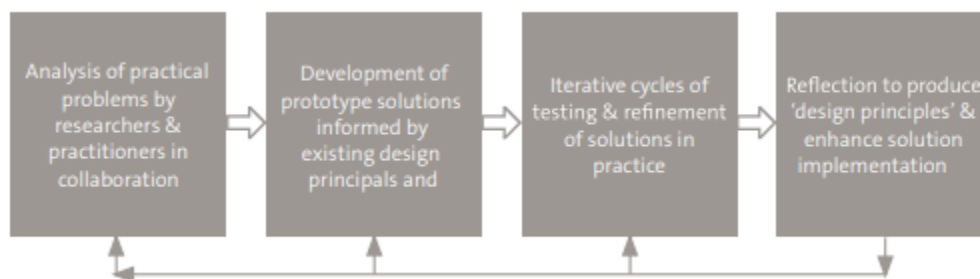 Analysis of practical
problems by
researchers &
practitioners in
collaboration
Development of
prototype solutions
informed by
existing design
principals and
Iterative cycles of
testing & refinement
of solutions in
practice
Reflection to produce
‘design principles’ &
enhance solution
implementation